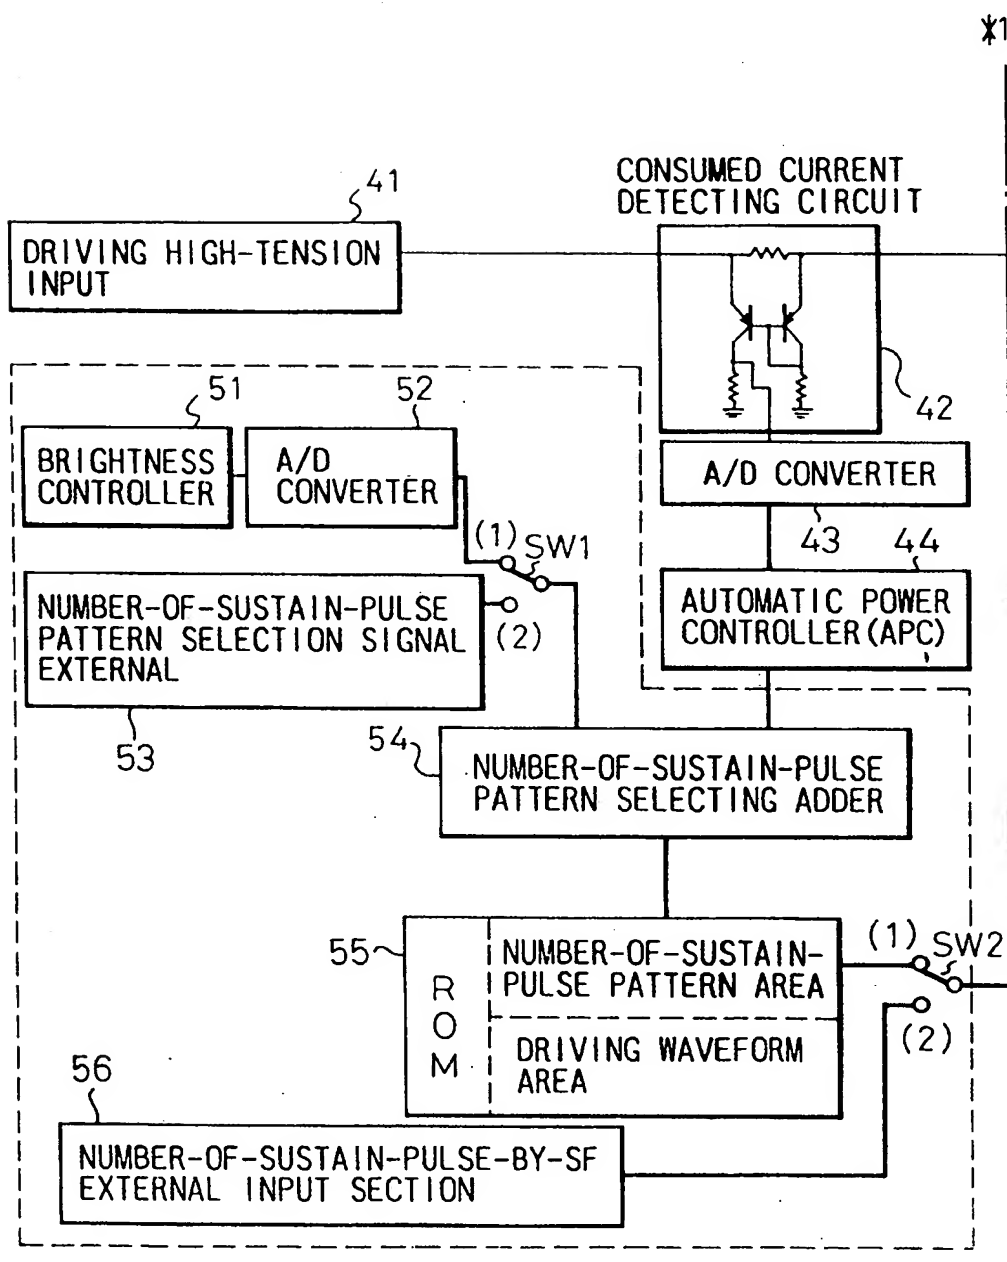 *1
CONSUMED CURRENT
DETECTING CIRCUIT
41
DRIVING HIGH-TENSION
INPUT
42
51
52
BRIGHTNESS
CONTROLLER
A/D
CONVERTER
A/D CONVERTER
43
44
(1)
SW1
(2)
NUMBER-OF-SUSTAIN-PULSE
PATTERN SELECTION SIGNAL
EXTERNAL
53
AUTOMATIC POWER
CONTROLLER(APC)
54
NUMBER-OF-SUSTAIN-PULSE
PATTERN SELECTING ADDER
55
ROM
NUMBER-OF-SUSTAIN-
PULSE PATTERN AREA
DRIVING WAVEFORM
AREA
(1)
SW2
(2)
56
NUMBER-OF-SUSTAIN-PULSE-BY-SF
EXTERNAL INPUT SECTION